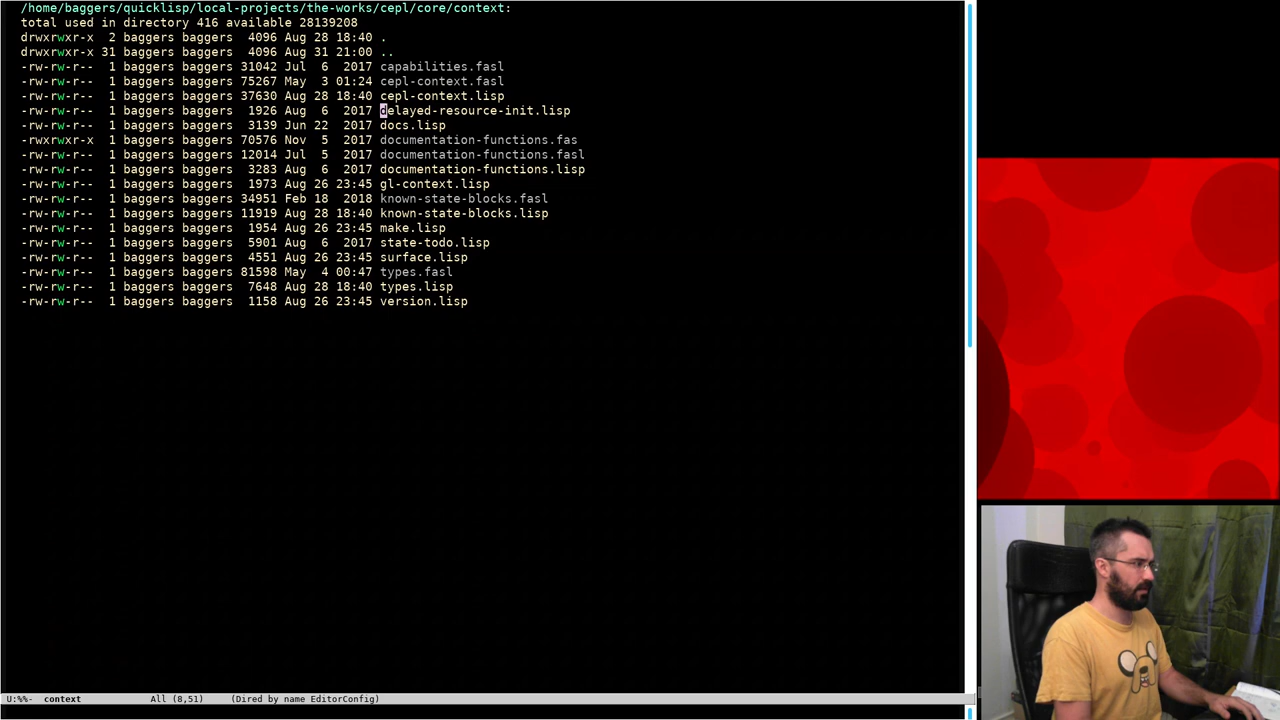 /home/baggers/quicklisp/local-projects/the-works/cepl/core/context:
total used in directory 416 available 28139208
drwxrwxr-x  2 baggers baggers  4096 Aug 28 18:40 .
drwxrwxr-x 31 baggers baggers  4096 Aug 31 21:00 ..
-rw-rw-r--  1 baggers baggers 31042 Jul  6  2017 capabilities.fasl
-rw-rw-r--  1 baggers baggers 75267 May  3 01:24 cepl-context.fasl
-rw-rw-r--  1 baggers baggers 37630 Aug 28 18:40 cepl-context.lisp
-rw-rw-r--  1 baggers baggers  1926 Aug  6  2017 delayed-resource-init.lisp
-rw-rw-r--  1 baggers baggers  3139 Jun 22  2017 docs.lisp
-rwxrwxr-x  1 baggers baggers 70576 Nov  5  2017 documentation-functions.fas
-rw-rw-r--  1 baggers baggers 12014 Jul  5  2017 documentation-functions.fasl
-rw-rw-r--  1 baggers baggers  3283 Aug  6  2017 documentation-functions.lisp
-rw-rw-r--  1 baggers baggers  1973 Aug 26 23:45 gl-context.lisp
-rw-rw-r--  1 baggers baggers 34951 Feb 18  2018 known-state-blocks.fasl
-rw-rw-r--  1 baggers baggers 11919 Aug 28 18:40 known-state-blocks.lisp
-rw-rw-r--  1 baggers baggers  1954 Aug 26 23:45 make.lisp
-rw-rw-r--  1 baggers baggers  5901 Aug  6  2017 state-todo.lisp
-rw-rw-r--  1 baggers baggers  4551 Aug 26 23:45 surface.lisp
-rw-rw-r--  1 baggers baggers 81598 May  4 00:47 types.fasl
-rw-rw-r--  1 baggers baggers  7648 Aug 28 18:40 types.lisp
-rw-rw-r--  1 baggers baggers  1158 Aug 26 23:45 version.lisp
U:%%-  context  All (8,51)  (Dired by name EditorConfig)